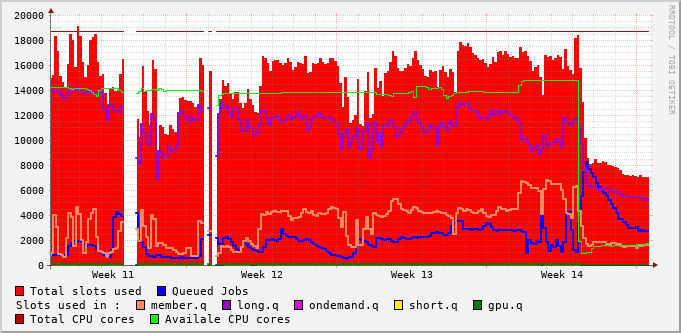 20000
18000
16000
14000
12000
10000
8000
6000
4000
2000
0
Week 11 Week 12 Week 13 Week 14
RRDTOOL / TOBI OETIKER
Total slots used Queued Jobs
Slots used in : member.q long.q ondemand.q short.q gpu.q
Total CPU cores Availale CPU cores